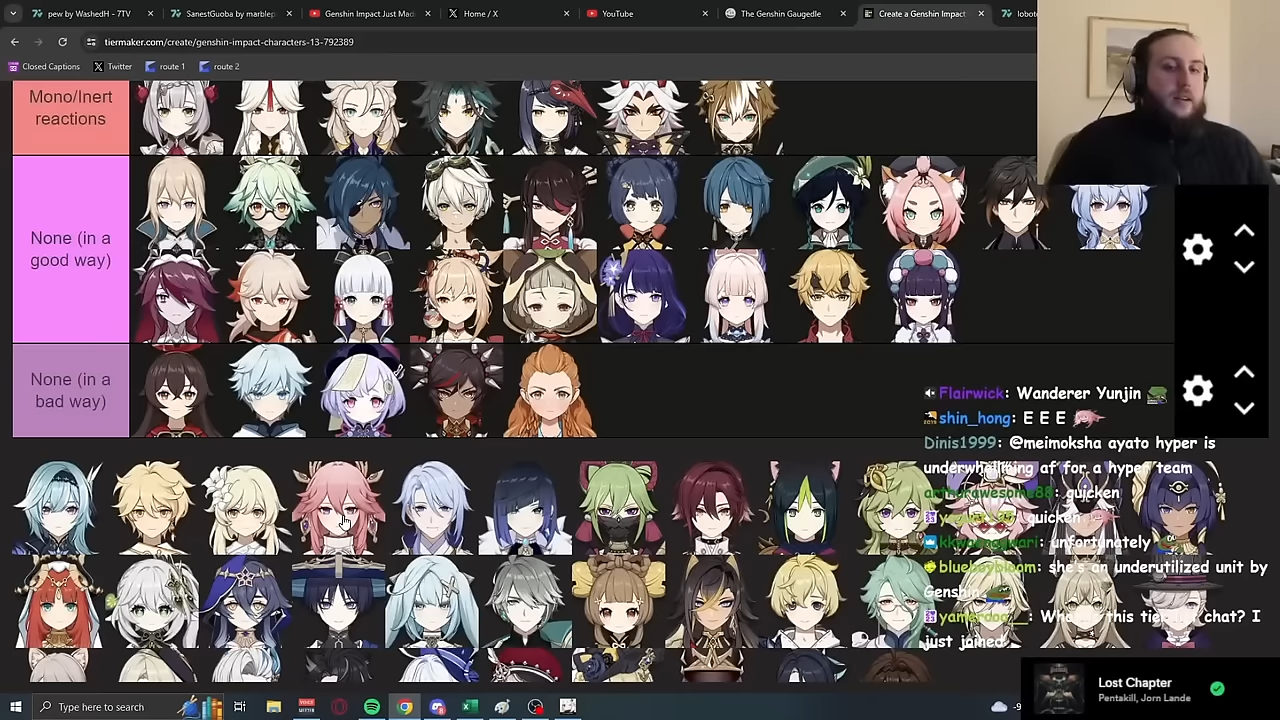 pew by WashedH - 7TV
SanestGuoba by marblep
Genshin Impact Just Mad
Home / X
YouTube
The Genshin Gaugedle
Create a Genshin Impact
lobot
tiermaker.com/create/genshin-impact-characters-13-792389
Closed Captions
Twitter
route 1
route 2
Mono/Inert
reactions
None (in a
good way)
None (in a
bad way)
Flairwick: Wanderer Yunjin
shin_hong: E E E
Dinis1999: @meimoksha ayato hyper is
underwhelming af for a hyper team
quicken
quicken
: unfortunately
blueboybloom: she's an underutilized unit by
Genshin
this tier chat? I
just joined
Type here to search
Lost Chapter
Pentakill, Jorn Lande